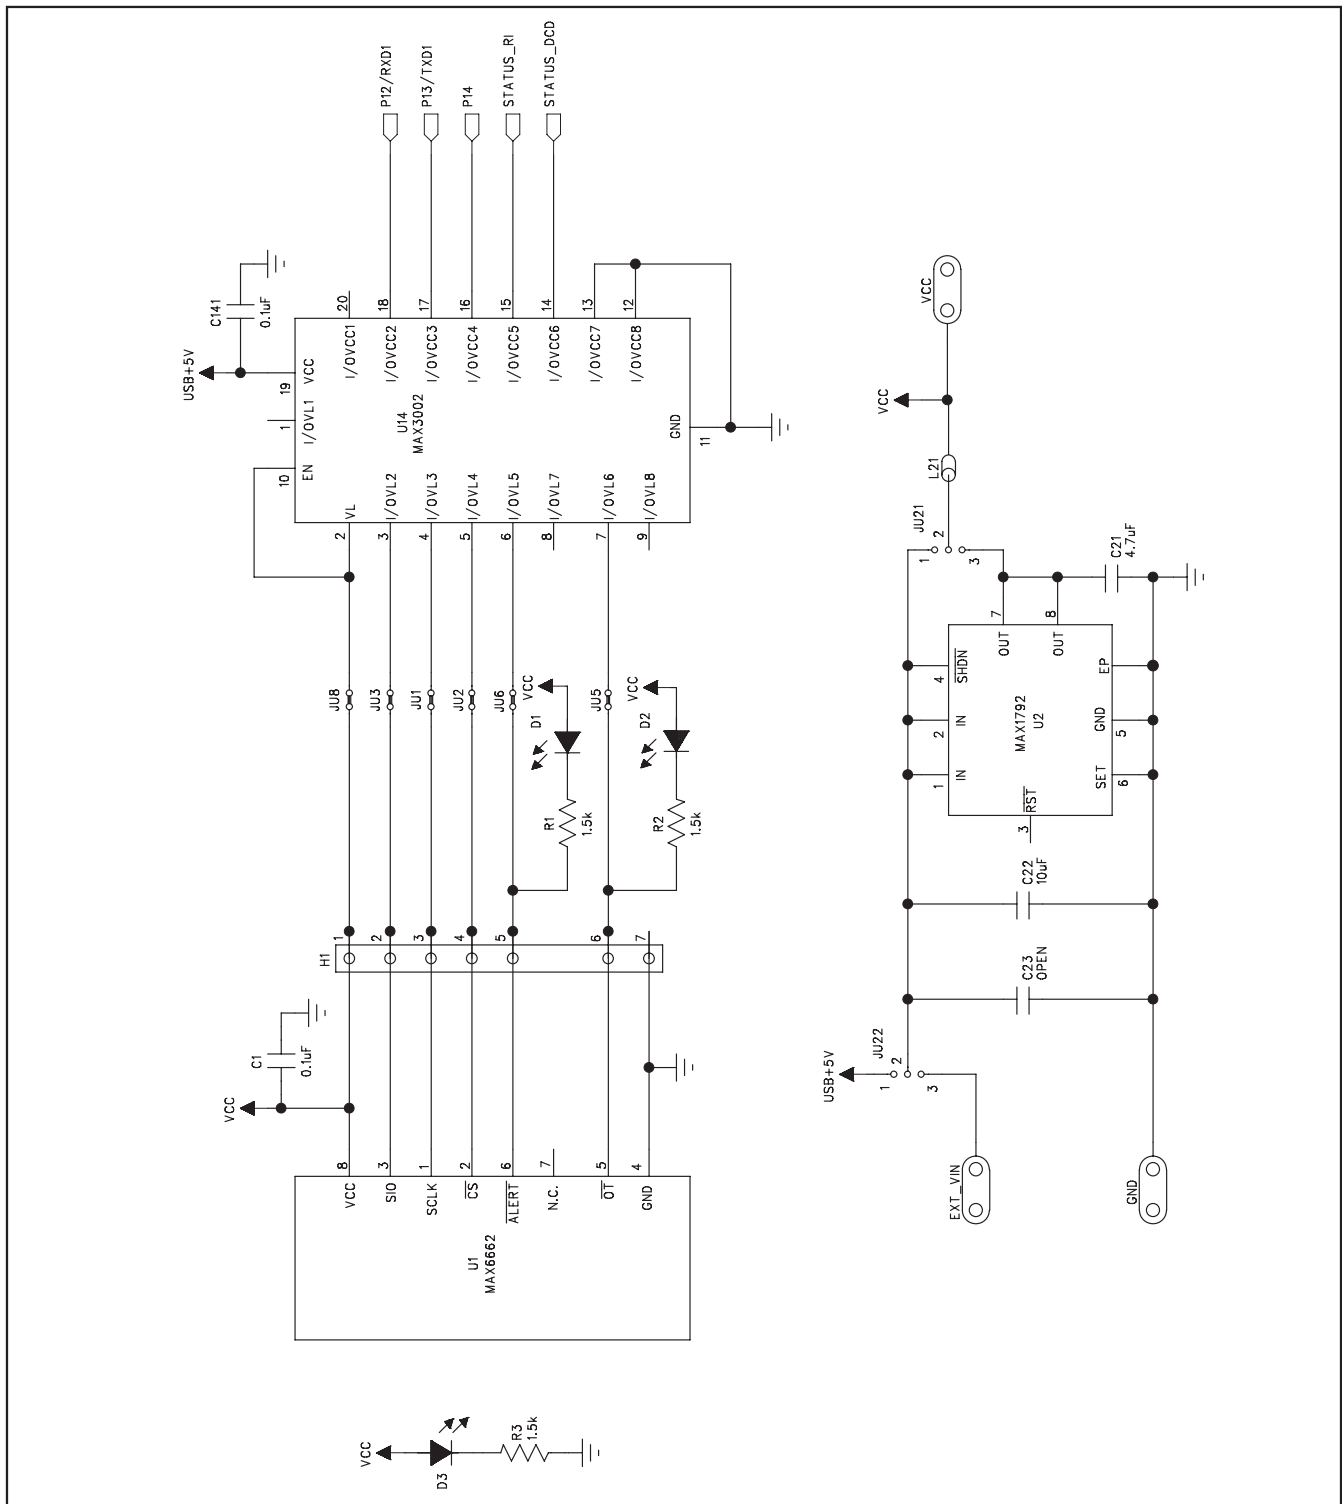 P12/RXD1
P13/TXD1
P14
STATUS_RI
STATUS_DCD
C141
0.1uF
USB+5V
20
18
17
16
15
14
13
12
19
VCC
I/OVCC1
I/OVCC2
I/OVCC3
I/OVCC4
I/OVCC5
I/OVCC6
I/OVCC7
I/OVCC8
1
I/OVL1
U14
MAX3002
GND
11
10
EN
VL
I/OVL2
I/OVL3
I/OVL4
I/OVL5
I/OVL7
I/OVL6
I/OVL8
2
3
4
5
6
8
7
9
JU8
JU3
JU1
JU2
JU6
JU5
VCC
D1
R1
1.5k
VCC
D2
R2
1.5k
H1
1
2
3
4
5
6
7
C1
0.1uF
VCC
8
3
1
2
6
7
5
4
VCC
SIO
SCLK
CS
ALERT
N.C.
OT
GND
U1
MAX6662
VCC
D3
R3
1.5k
VCC
VCC
L21
JU21
1
2
3
C21
4.7uF
7
8
OUT
OUT
4
SHDN
EP
2
IN
MAX1792
U2
GND
5
1
IN
SET
6
RST
3
C22
10uF
C23
OPEN
JU22
USB+5V
1
2
3
EXT_VIN
GND